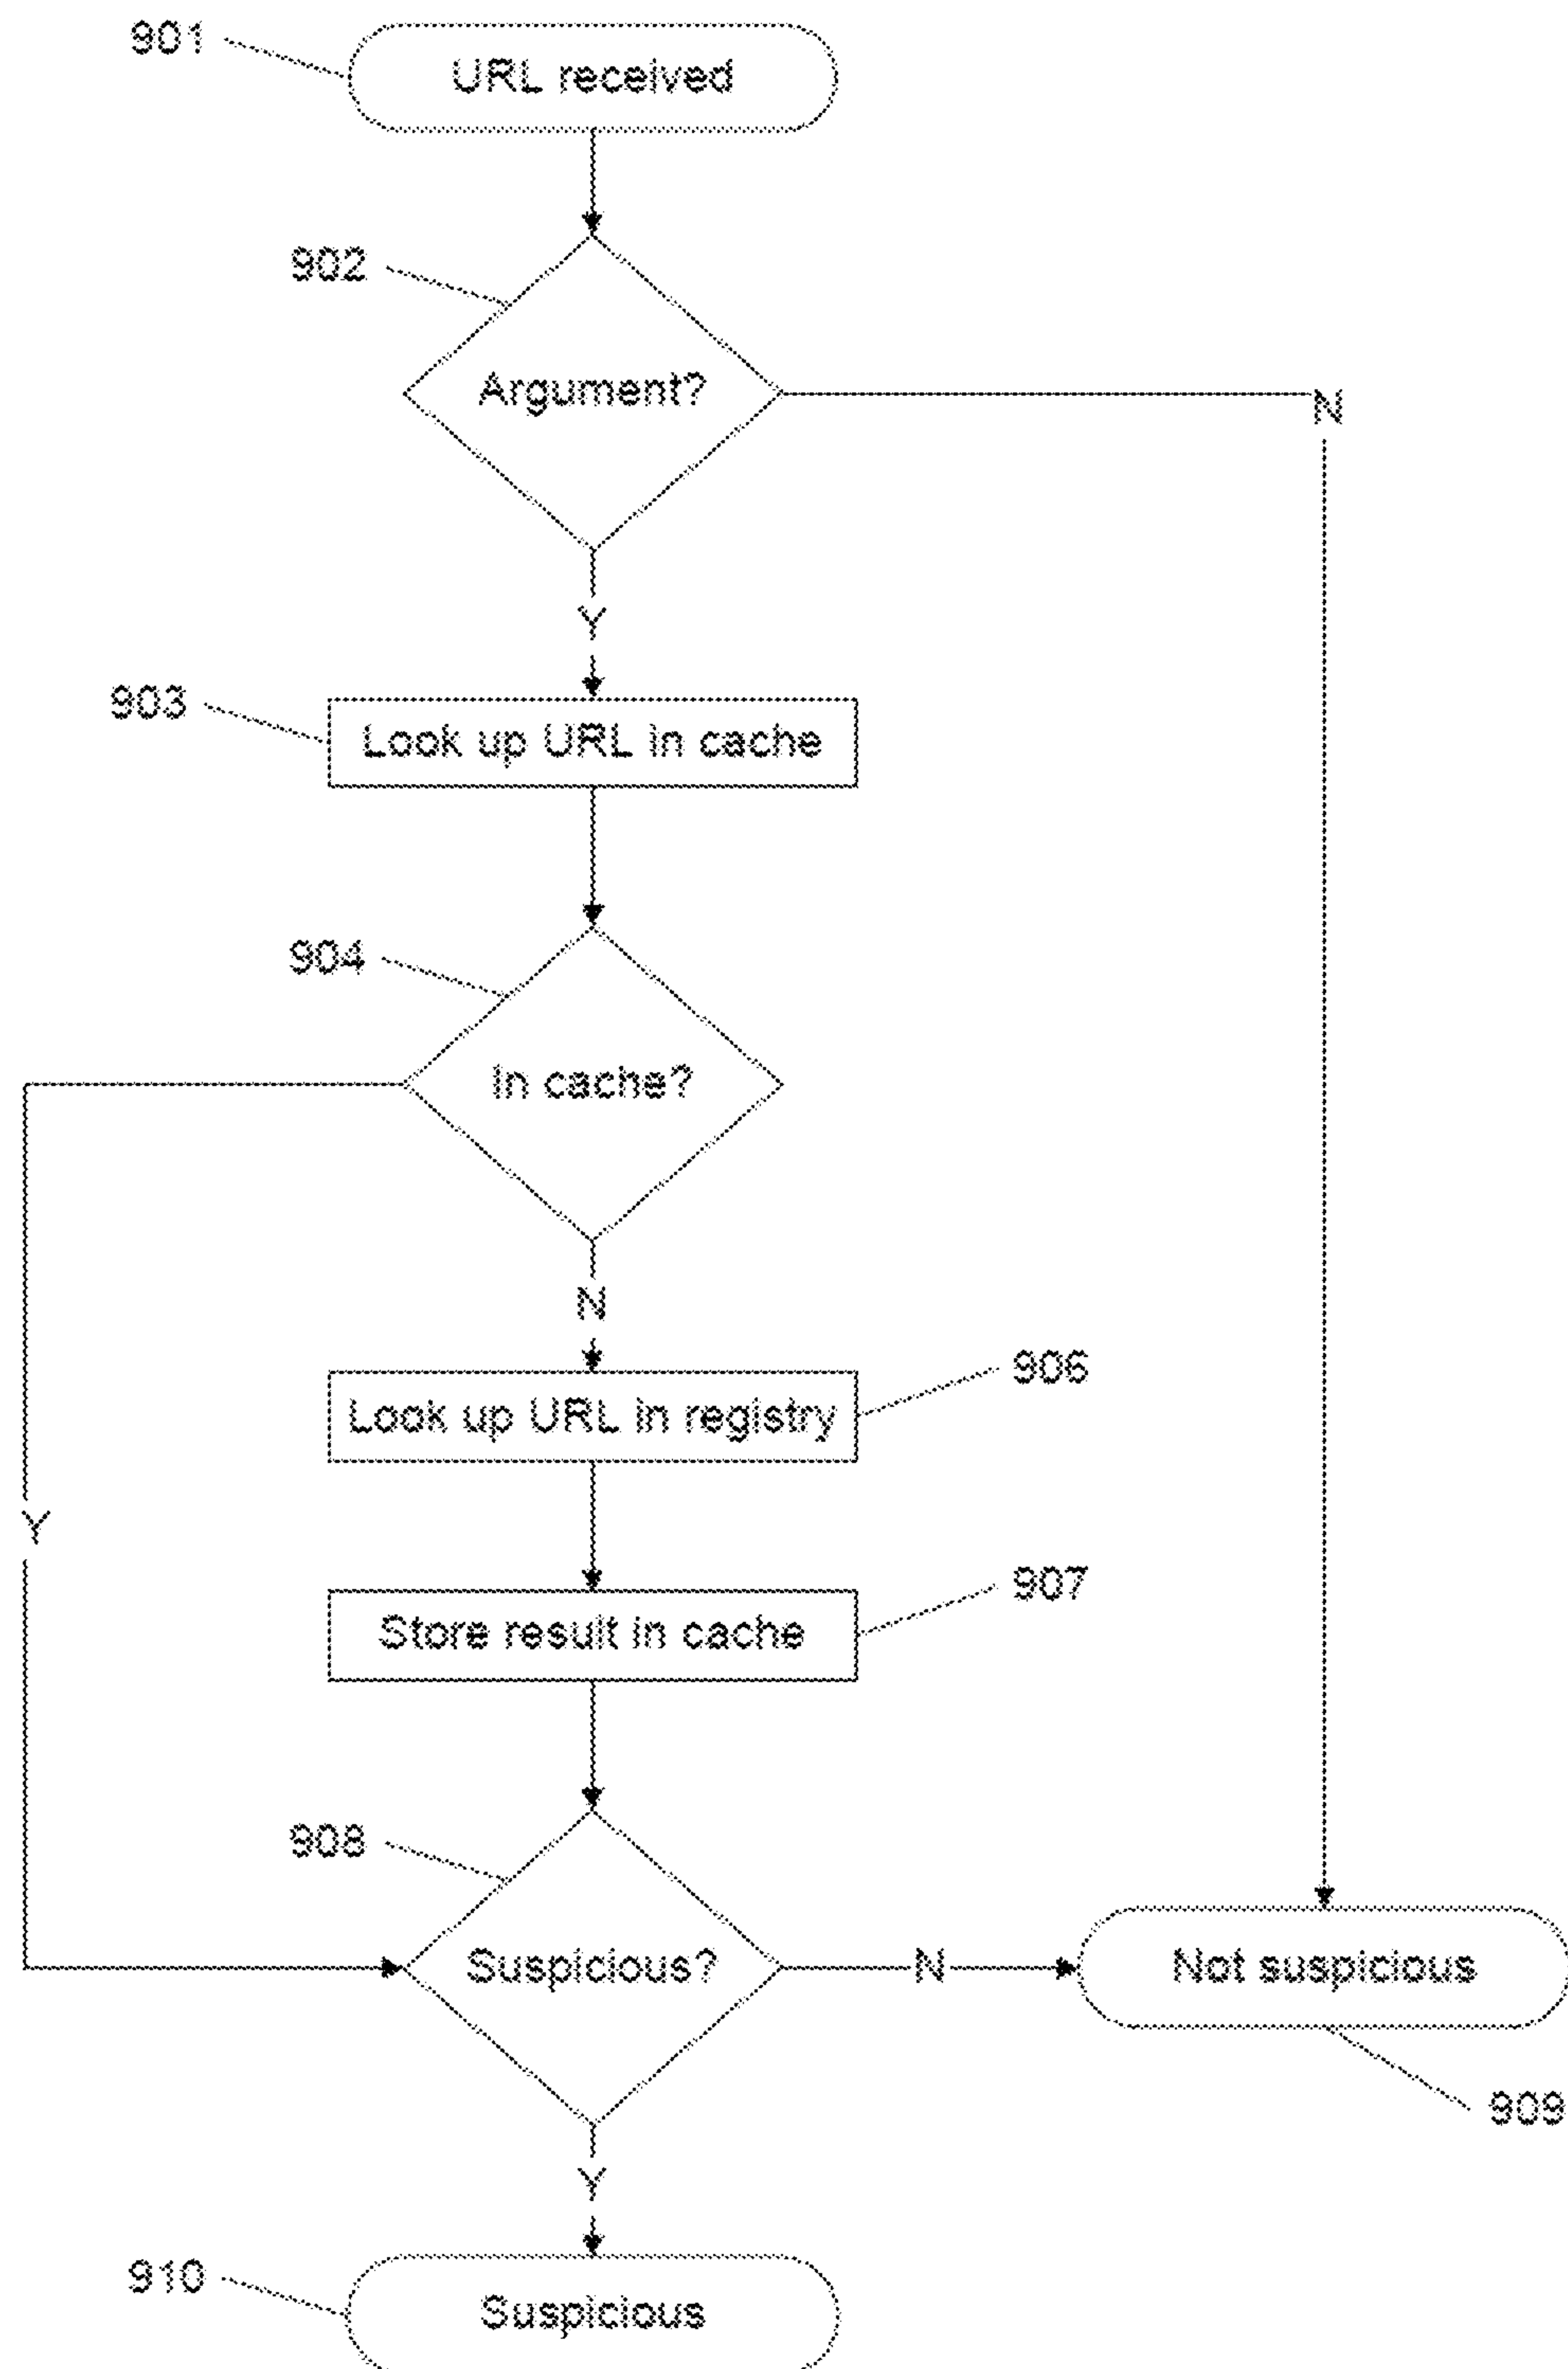 901
URL received
902
Argument?
N
Y
903
Look up URL in cache
904
In cache?
N
906
Look up URL in registry
Y
907
Store result in cache
908
Suspicious?
N
Not suspicious
909
Y
910
Suspicious